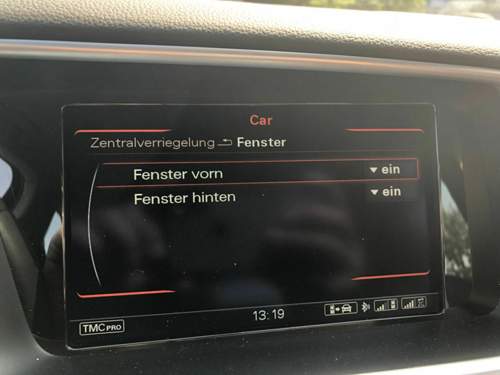 Car
Zentralverriegelung Fenster
Fenster vorn ein
Fenster hinten ein
TMC PRO 13:19